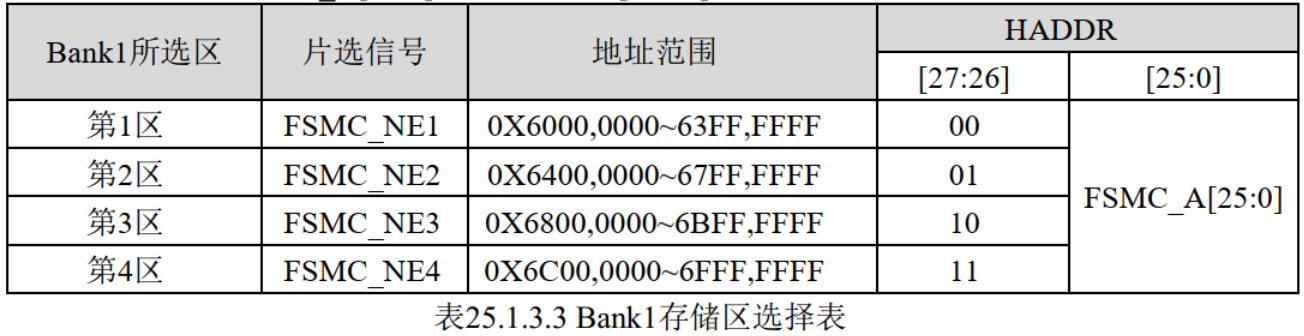 Bank1所选区 片选信号 地址范围 HADDR
[27:26] [25:0]
第1区 FSMC_NE1 0X6000,0000~63FF,FFFF 00
第2区 FSMC_NE2 0X6400,0000~67FF,FFFF 01
FSMC_A[25:0]
第3区 FSMC_NE3 0X6800,0000~6BFF,FFFF 10
第4区 FSMC_NE4 0X6C00,0000~6FFF,FFFF 11
表25.1.3.3 Bank1存储区选择表